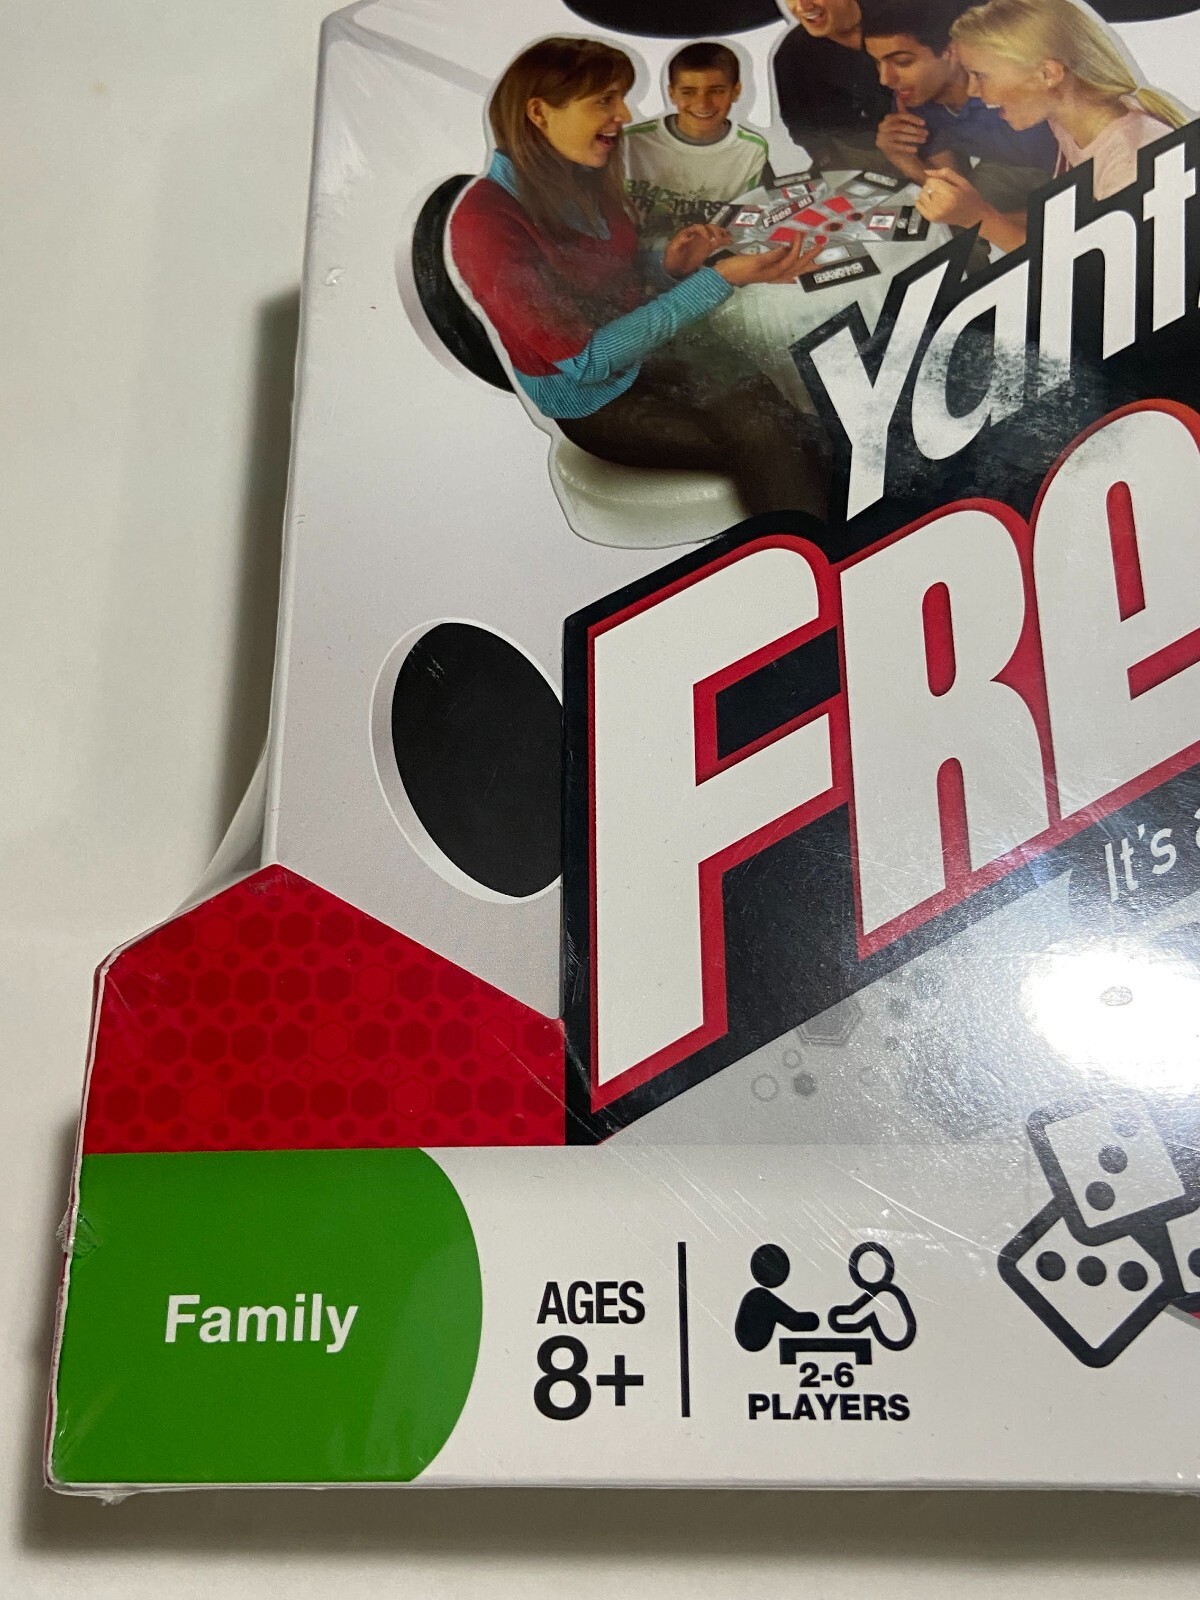 Yaht
FRE
It's a
Family
AGES
8+
2-6
PLAYERS